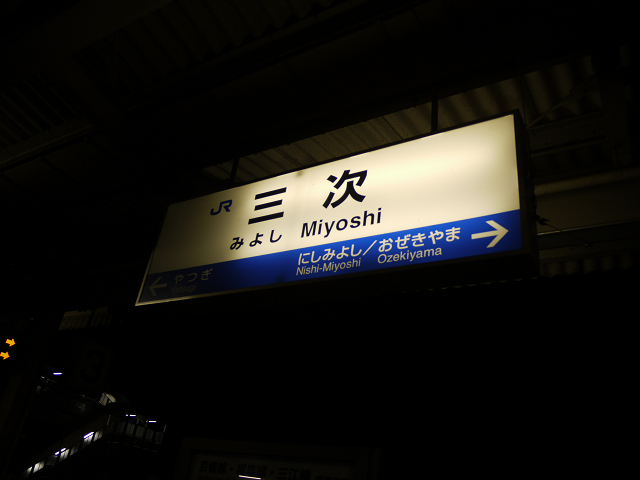 JR 三次
みよし Miyoshi
やつぎ にしみよし／おぜきやま
Nishi-Miyoshi Ozekiyama